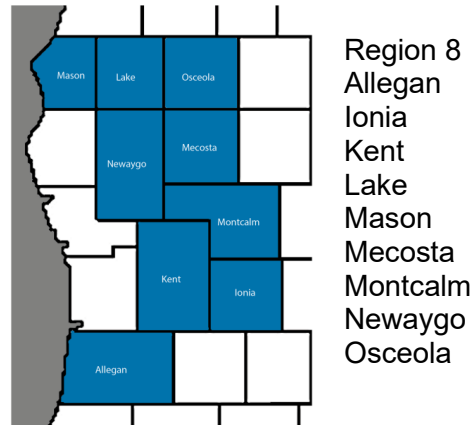 Mason
Lake
Osceola
Newaygo
Mecosta
Montcalm
Kent
Ionia
Allegan
Region 8
Allegan
Ionia
Kent
Lake
Mason
Mecosta
Montcalm
Newaygo
Osceola